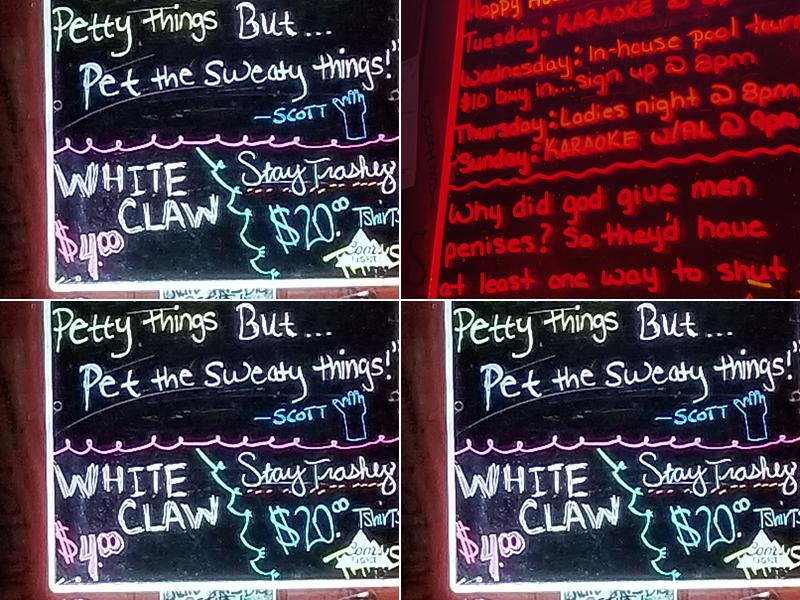 Petty things But...
Pet the Sweaty things!"
-SCOTT
WHITE
CLAW
$4.00
Stay Trashey
$20.00 Tshirts
Coors
LIGHT
Happy
Tuesday: KARAOKE @
Wednesday: In-house pool
$10 buy in...sign up @ 8pm
Thursday: Ladies night @ 8pm
Sunday: KARAOKE w/AL @ 9pm
Why did god give men
penises? So they'd have
at least one way to shut
Petty things But...
Pet the Sweaty things!"
-SCOTT
WHITE
CLAW
$4.00
Stay Trashey
$20.00 Tshirts
Coors
LIGHT
Petty things But...
Pet the Sweaty things!"
-SCOTT
WHITE
CLAW
$4.00
Stay Trashey
$20.00 Tshirts
Coors
LIGHT